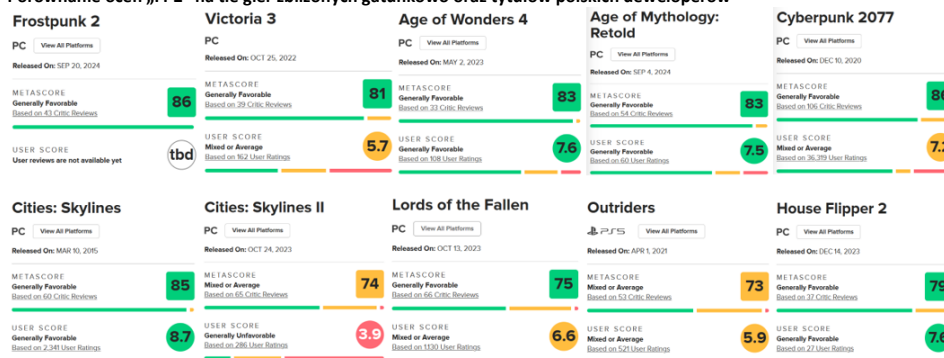 Porównanie ocen „FP2” na tle gier zbliżonych gatunkowo oraz tytułów polskich deweloperów
Frostpunk 2
PC View All Platforms
Released On: SEP 20, 2024
METASCORE
Generally Favorable
Based on 43 Critic Reviews
86
USER SCORE
User reviews are not available yet
tbd
Victoria 3
PC
Released On: OCT 25, 2022
METASCORE
Generally Favorable
Based on 39 Critic Reviews
81
USER SCORE
Mixed or Average
Based on 162 User Ratings
5.7
Age of Wonders 4
PC View All Platforms
Released On: MAY 2, 2023
METASCORE
Generally Favorable
Based on 33 Critic Reviews
83
USER SCORE
Generally Favorable
Based on 108 User Ratings
7.6
Age of Mythology:
Retold
PC View All Platforms
Released On: SEP 4, 2024
METASCORE
Generally Favorable
Based on 54 Critic Reviews
83
USER SCORE
Generally Favorable
Based on 60 User Ratings
7.5
Cyberpunk 2077
PC View All Platforms
Released On: DEC 10, 2020
METASCORE
Generally Favorable
Based on 106 Critic Reviews
USER SCORE
Mixed or Average
Based on 36,319 User Ratings
Cities: Skylines
PC View All Platforms
Released On: MAR 10, 2015
METASCORE
Generally Favorable
Based on 60 Critic Reviews
85
USER SCORE
Generally Favorable
Based on 2,341 User Ratings
8.7
Cities: Skylines II
PC View All Platforms
Released On: OCT 24, 2023
METASCORE
Mixed or Average
Based on 65 Critic Reviews
74
USER SCORE
Generally Unfavorable
Based on 286 User Ratings
3.9
Lords of the Fallen
PC View All Platforms
Released On: OCT 13, 2023
METASCORE
Generally Favorable
Based on 66 Critic Reviews
75
USER SCORE
Mixed or Average
Based on 1,130 User Ratings
6.6
Outriders
PS5 View All Platforms
Released On: APR 1, 2021
METASCORE
Mixed or Average
Based on 53 Critic Reviews
73
USER SCORE
Mixed or Average
Based on 521 User Ratings
5.9
House Flipper 2
PC View All Platforms
Released On: DEC 14, 2023
METASCORE
Generally Favorable
Based on 37 Critic Reviews
79
USER SCORE
Generally Favorable
Based on 27 User Ratings